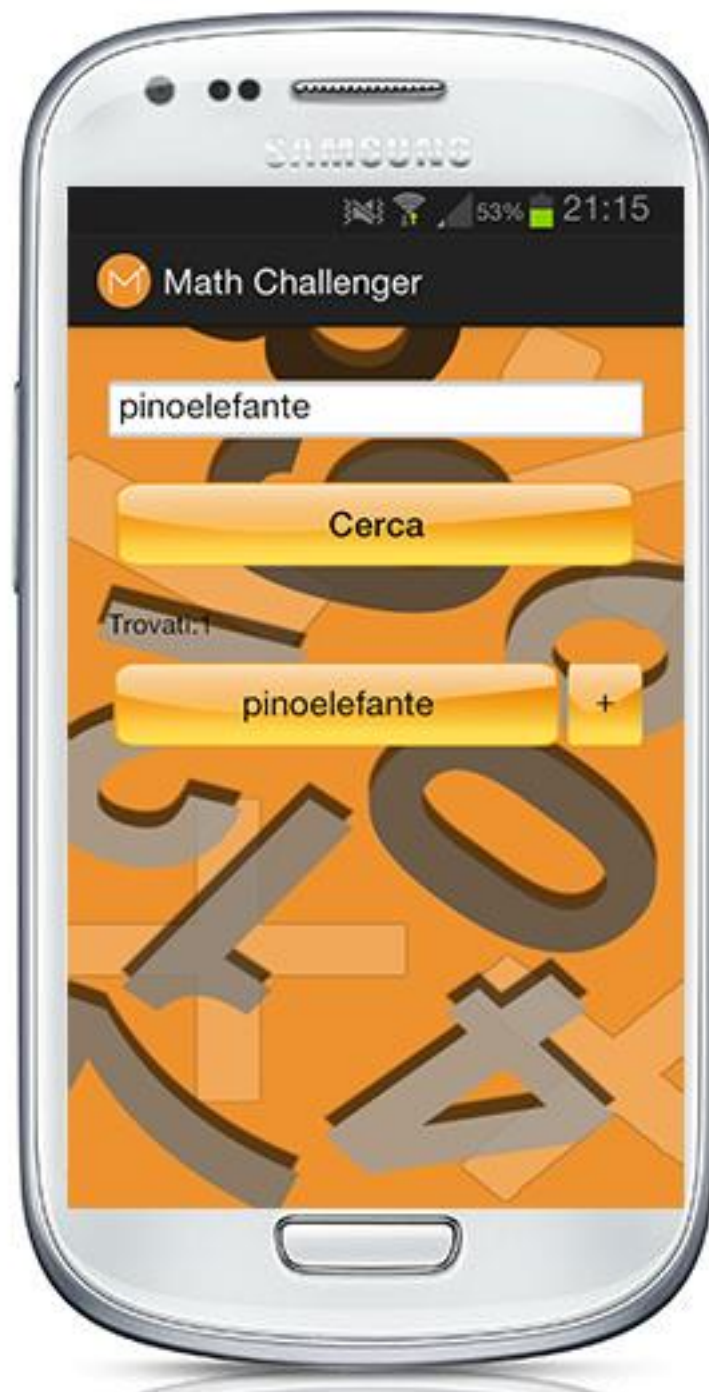 SAMSUNG
53% 21:15
Math Challenger
pinoelefante
Cerca
Trovati:1
pinoelefante +